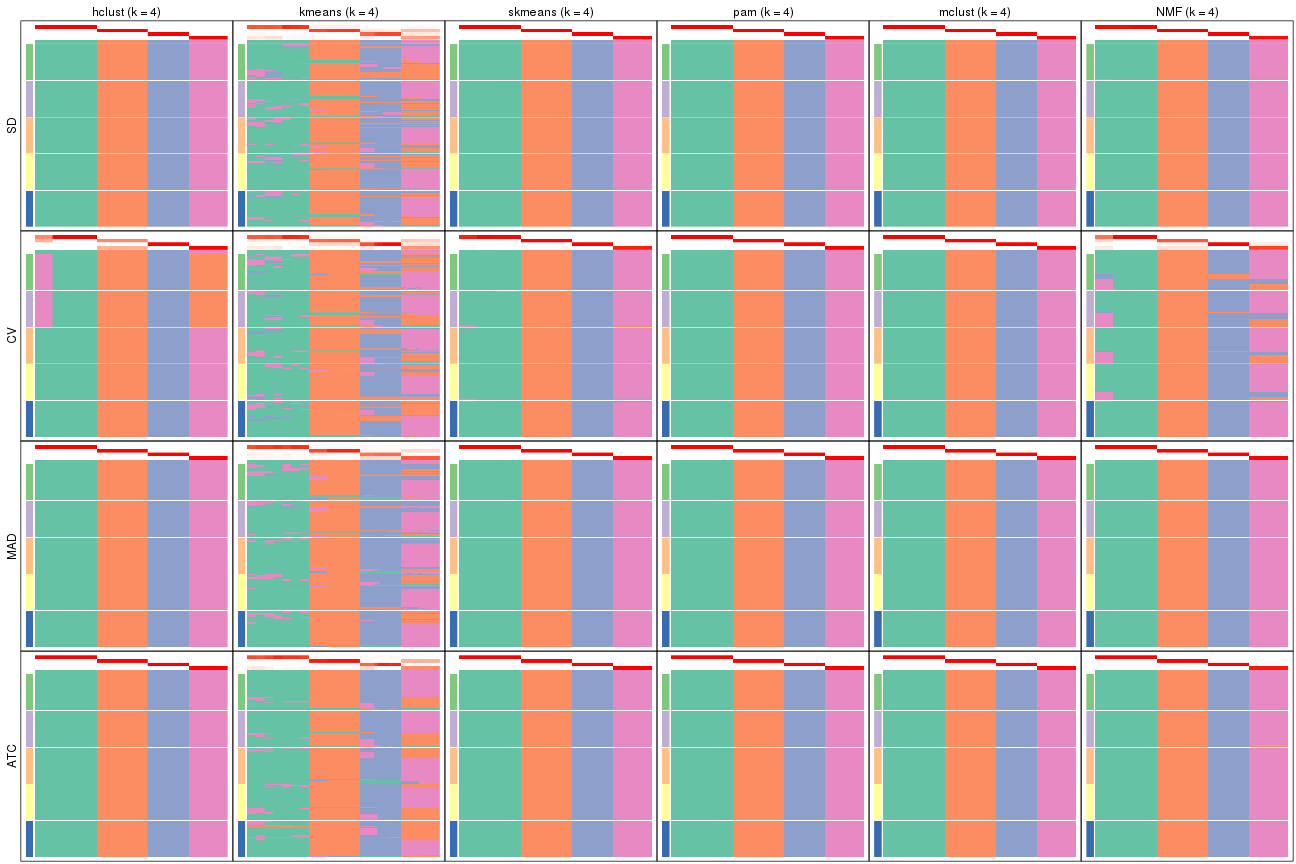 hclust (k = 4)
kmeans (k = 4)
skmeans (k = 4)
pam (k = 4)
mclust (k = 4)
NMF (k = 4)
SD
CV
MAD
ATC